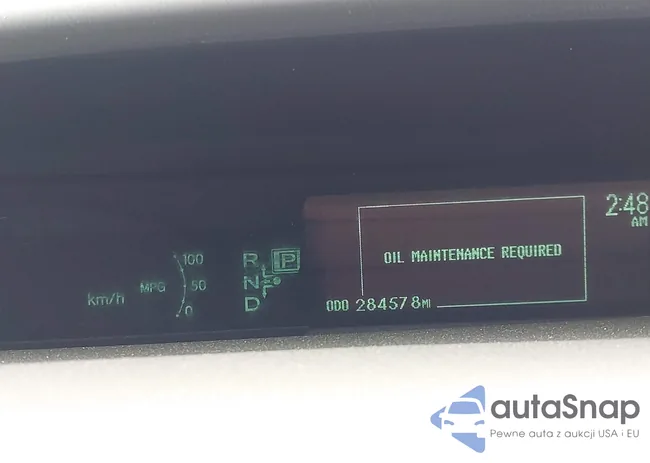 2:48
AM
OIL MAINTENANCE REQUIRED
100
MPG 50
0
km/h
R P
N
D
ODO 284578 MI
autaSnap
Pewne auta z aukcji USA i EU